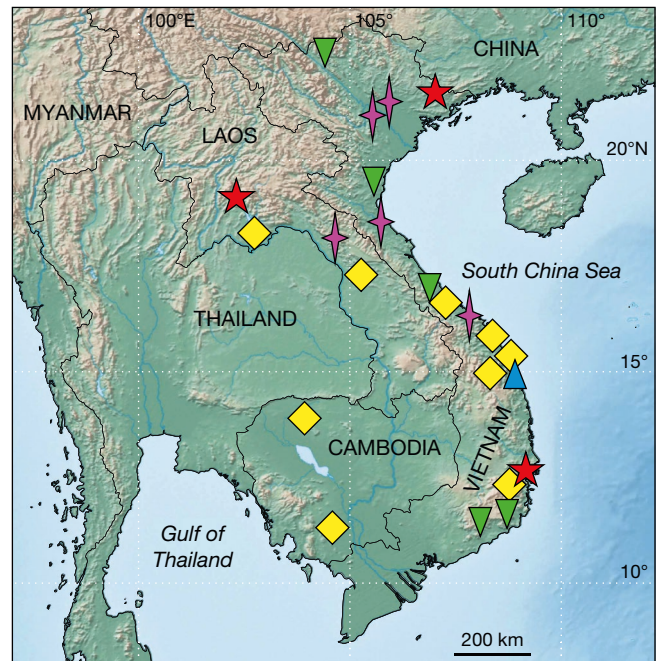 100°E
105°
110°
CHINA
MYANMAR
LAOS
20°N
South China Sea
THAILAND
15°
CAMBODIA
VIETNAM
Gulf of
Thailand
10°
200 km